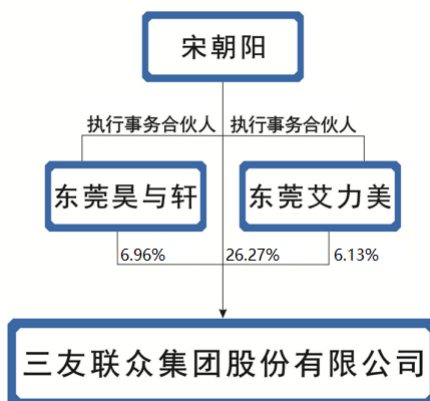 宋朝阳
执行事务合伙人 执行事务合伙人
东莞昊与轩 东莞艾力美
6.96% 26.27% 6.13%
三友联众集团股份有限公司